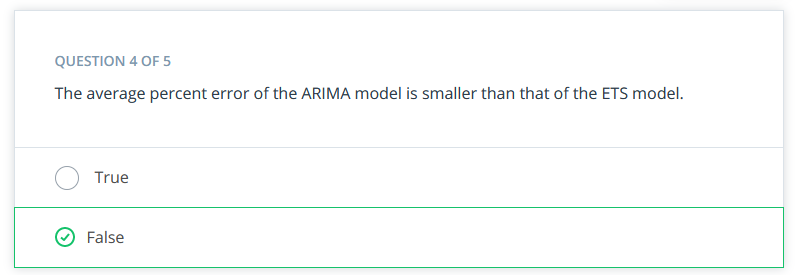 QUESTION 4 OF 5
The average percent error of the ARIMA model is smaller than that of the ETS model.
True
False